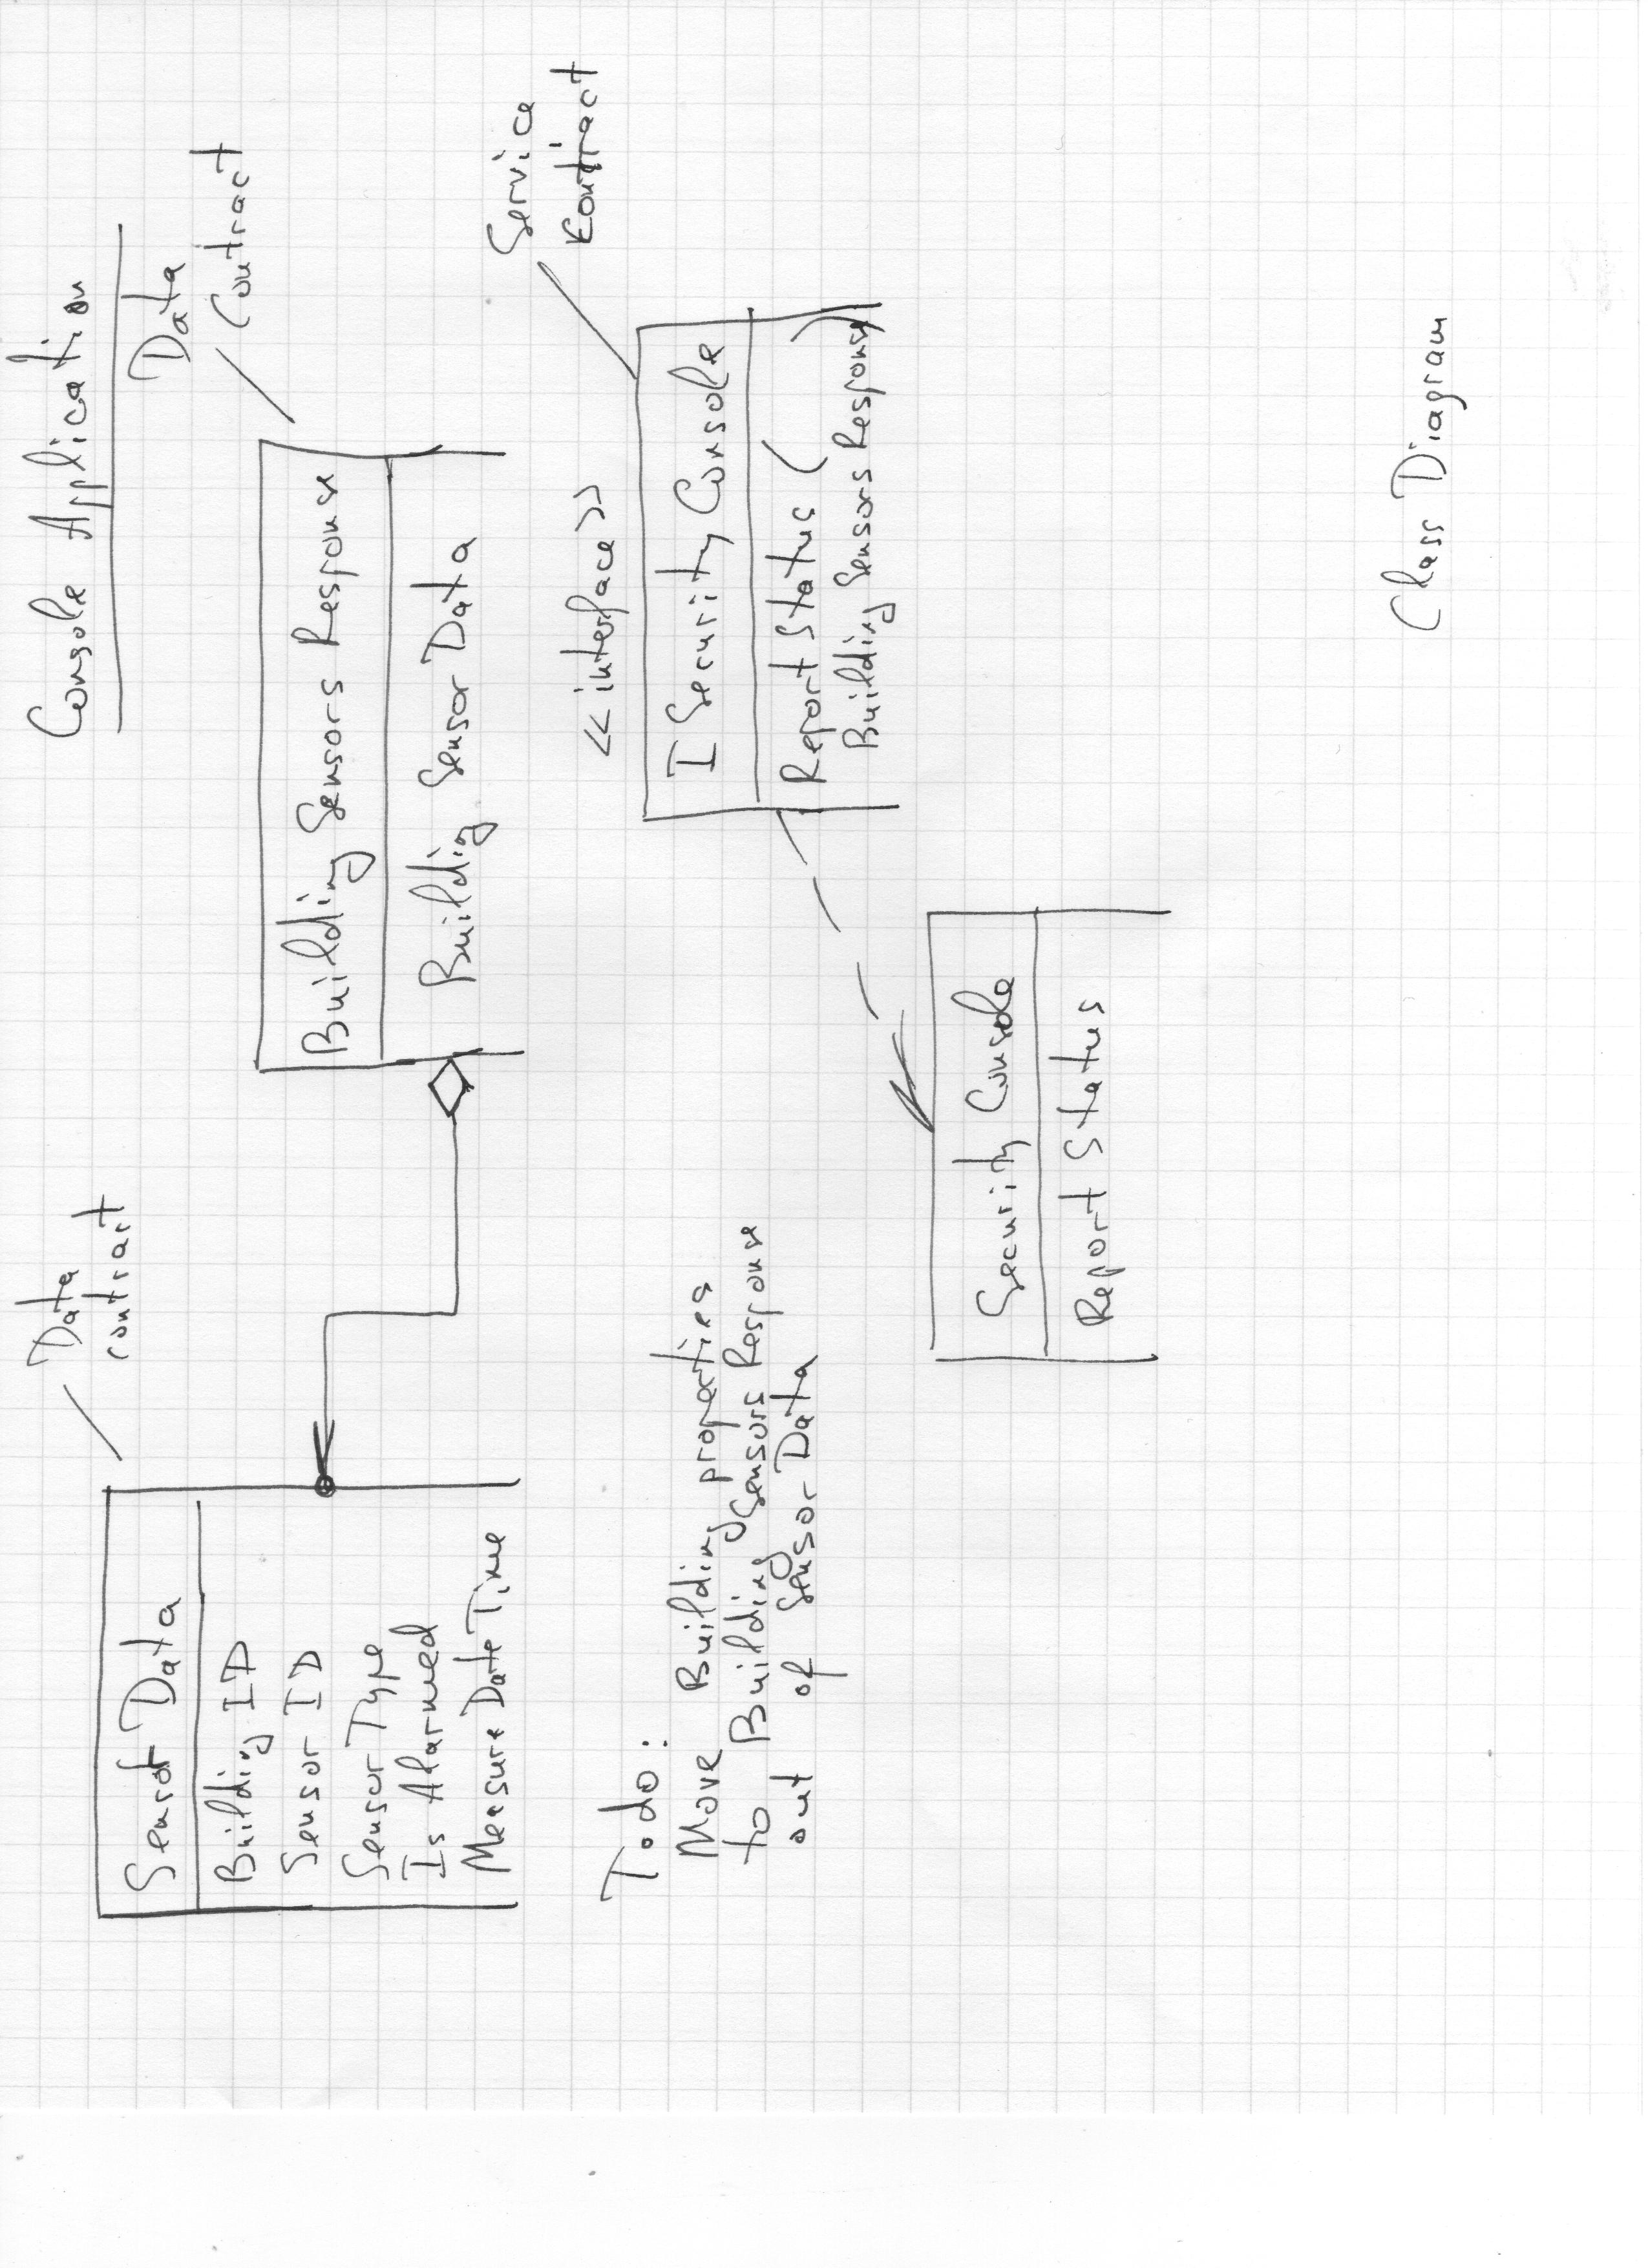 Console Application
Data
contract
Sensor Data
Building ID
Sensor ID
Sensor Type
Is Alarmed
Measure Date Time
Data
Contract
Building Sensors Response
Building Sensor Data
Todo:
Move Building properties
to Building Sensors Response
out of Sensor Data
<<interface>>
Service
Contract
I Security Console
Report Status (
Building Sensors Response)
Security Console
Report Status
Class Diagram